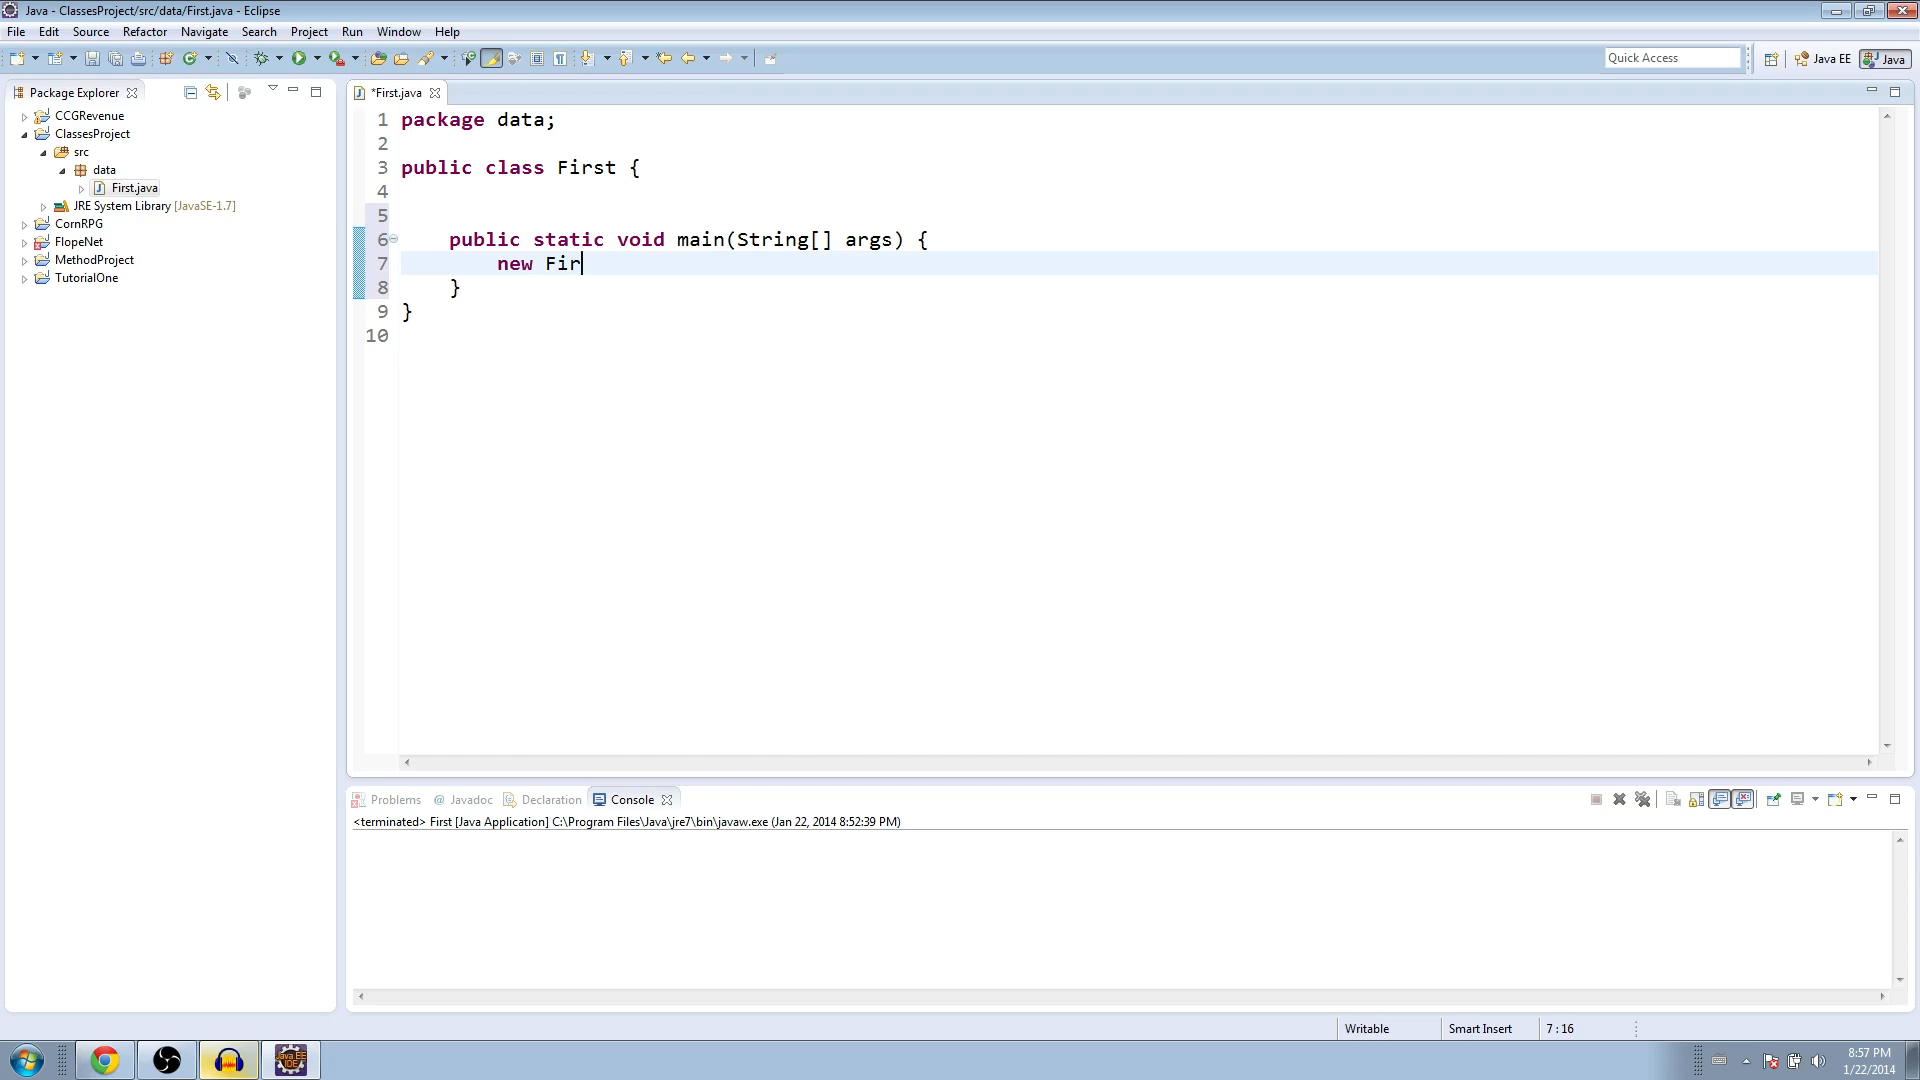 Java - ClassesProject/src/data/First.java - Eclipse
File Edit Source Refactor Navigate Search Project Run Window Help
Quick Access
Java EE
Java
Package Explorer
CCGRevenue
ClassesProject
src
data
First.java
JRE System Library [JavaSE-1.7]
CornRPG
FlopeNet
MethodProject
TutorialOne
*First.java
1 package data;
2
3 public class First {
4
5
6 public static void main(String[] args) {
7 new Fir
8 }
9 }
10
Problems @ Javadoc Declaration Console
<terminated> First [Java Application] C:\Program Files\Java\jre7\bin\javaw.exe (Jan 22, 2014 8:52:39 PM)
Writable Smart Insert 7 : 16
Java EE
IDE
8:57 PM
1/22/2014